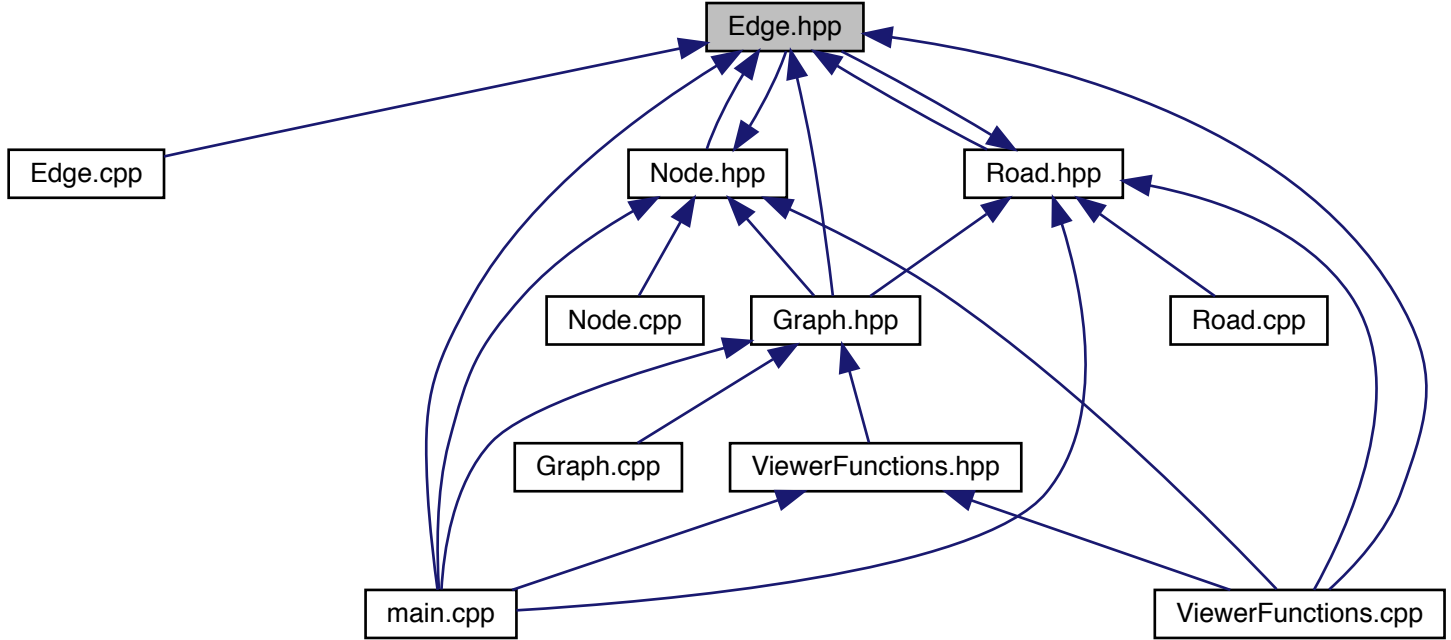 Edge.hpp
Edge.cpp
Node.hpp
Road.hpp
Node.cpp
Graph.hpp
Road.cpp
Graph.cpp
ViewerFunctions.hpp
main.cpp
ViewerFunctions.cpp